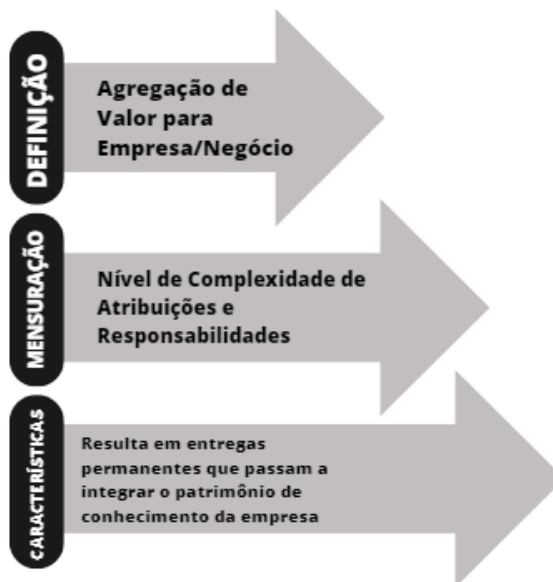 DEFINIÇÃO
Agregação de
Valor para
Empresa/Negócio
MENSURAÇÃO
Nível de Complexidade de
Atribuições e
Responsabilidades
CARACTERÍSTICAS
Resulta em entregas
permanentes que passam a
integrar o patrimônio de
conhecimento da empresa